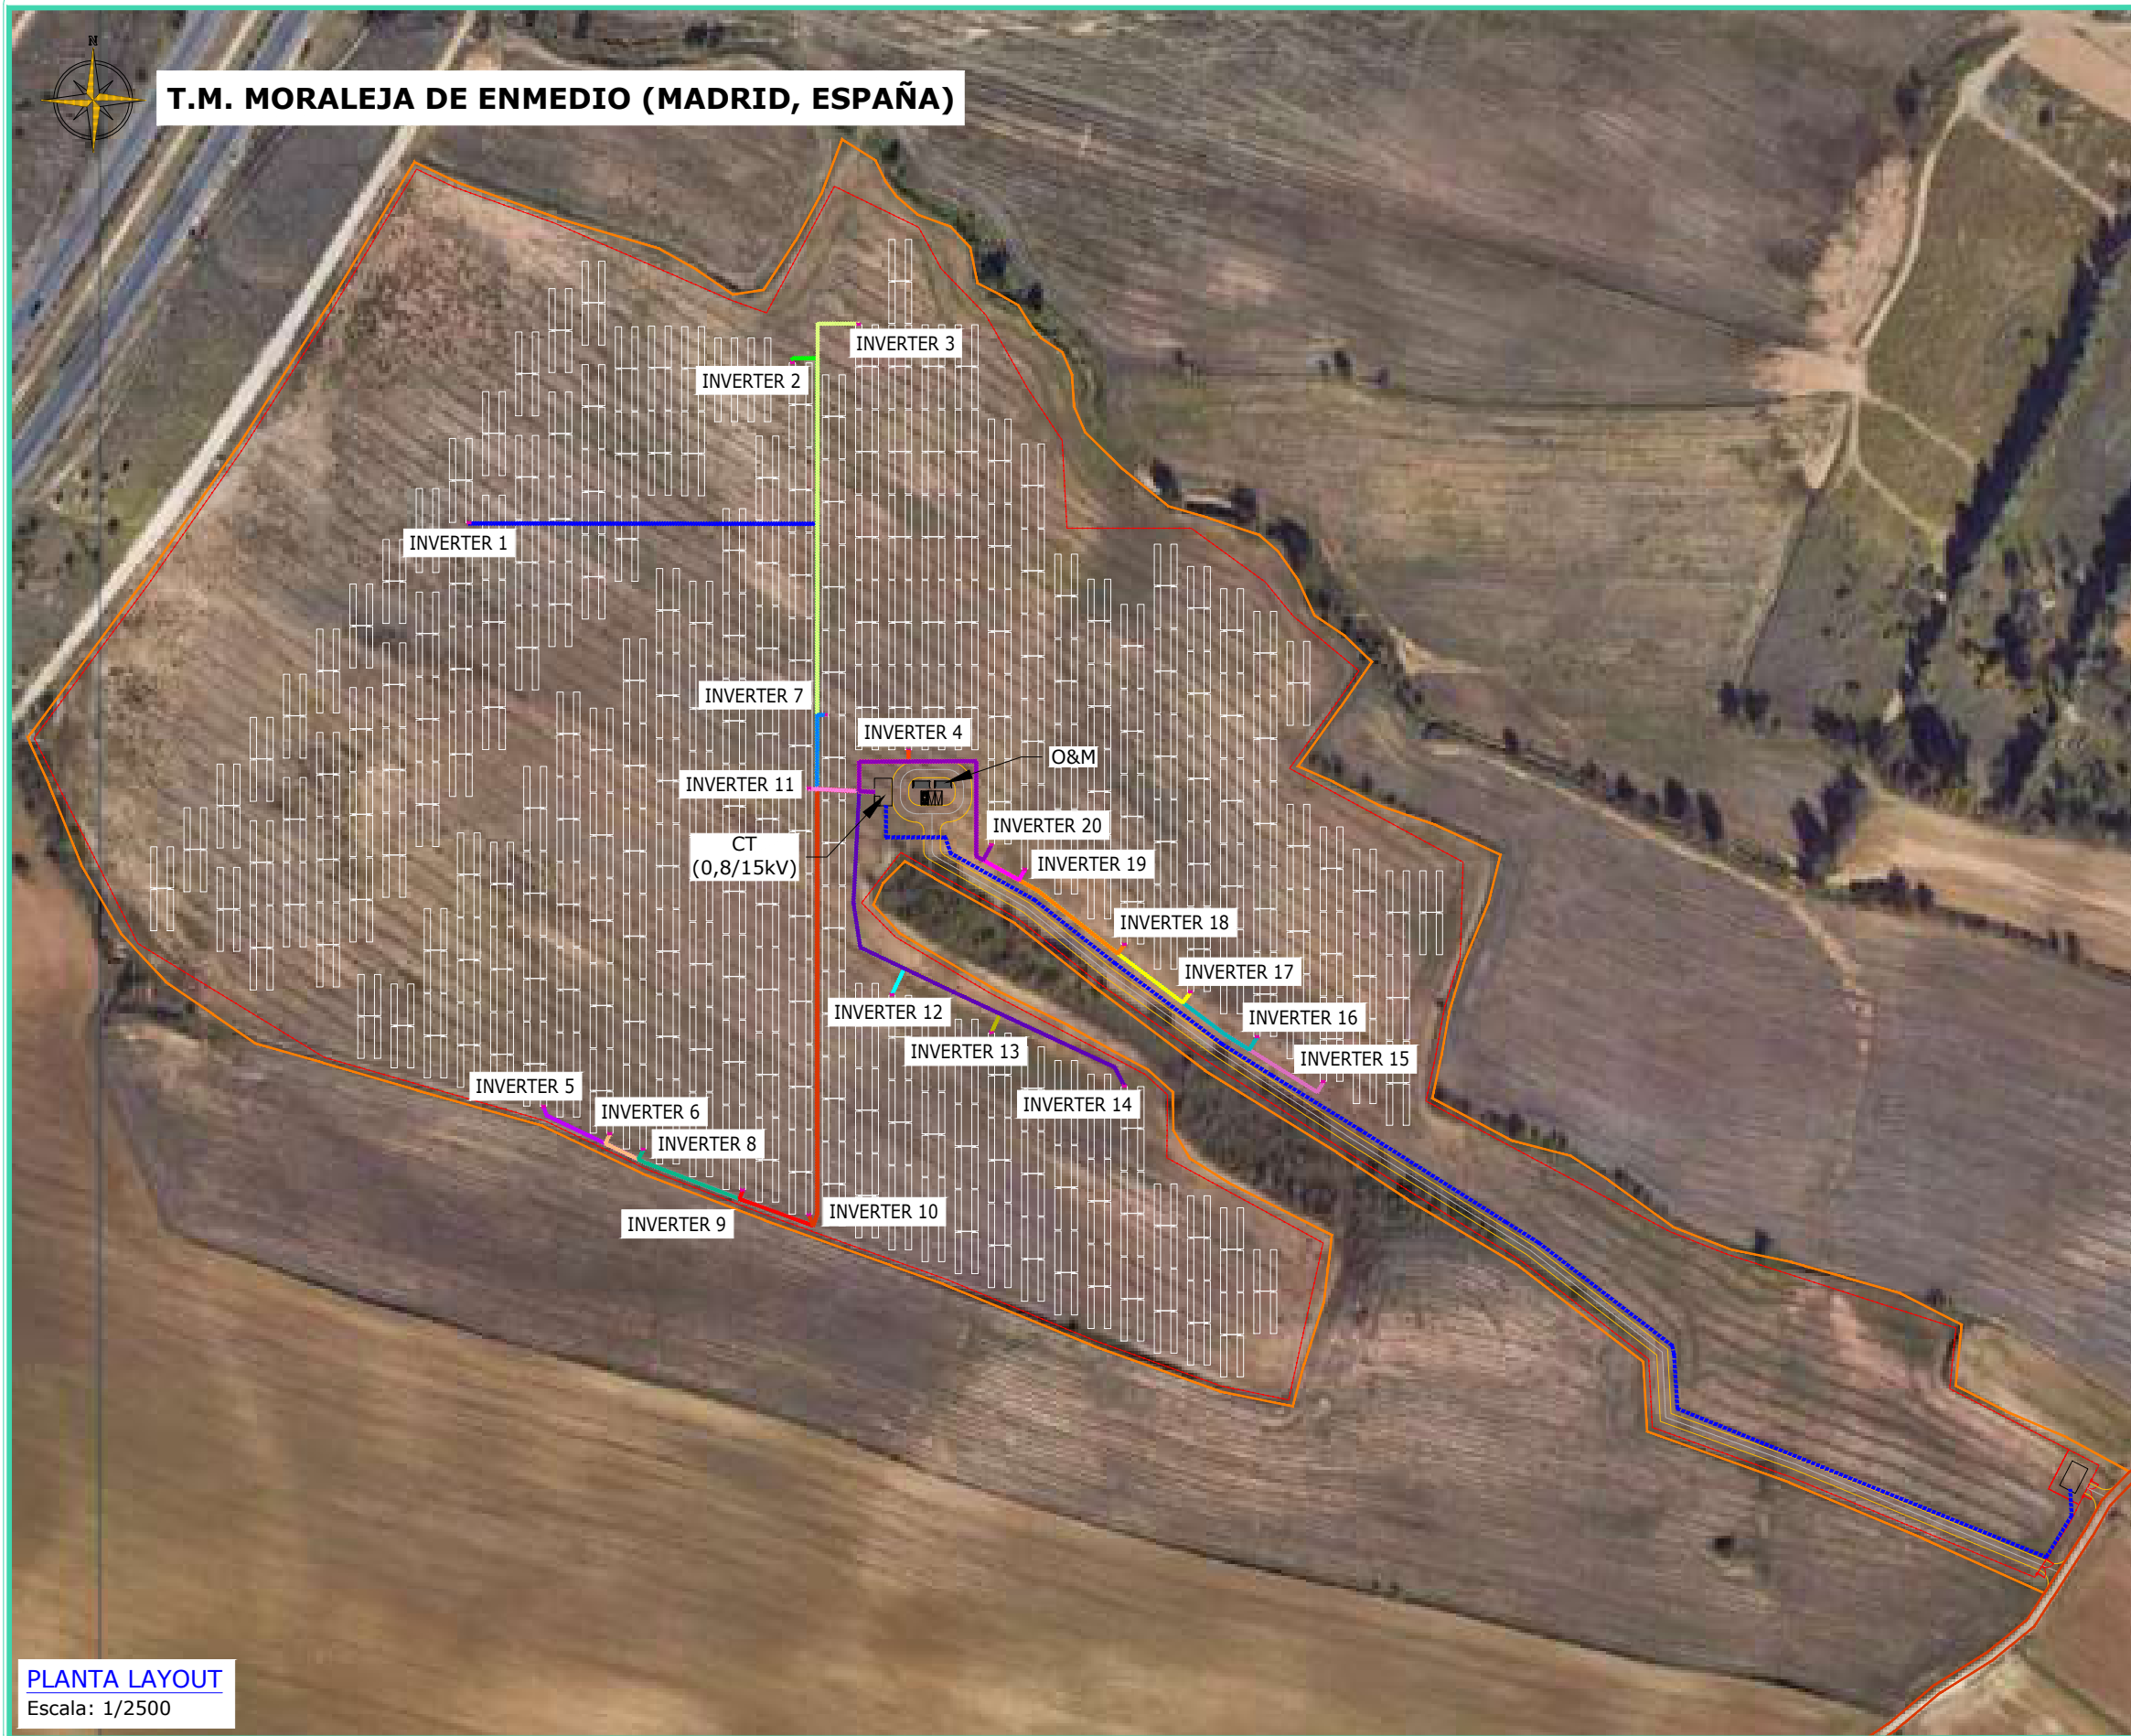 N
T.M. MORALEJA DE ENMEDIO (MADRID, ESPAÑA)
INVERTER 3
INVERTER 2
INVERTER 1
INVERTER 7
INVERTER 4
O&M
INVERTER 11
INVERTER 20
CT
(0,8/15kV)
INVERTER 19
INVERTER 18
INVERTER 17
INVERTER 12
INVERTER 16
INVERTER 13
INVERTER 15
INVERTER 5
INVERTER 14
INVERTER 6
INVERTER 8
INVERTER 10
INVERTER 9
PLANTA LAYOUT
Escala: 1/2500